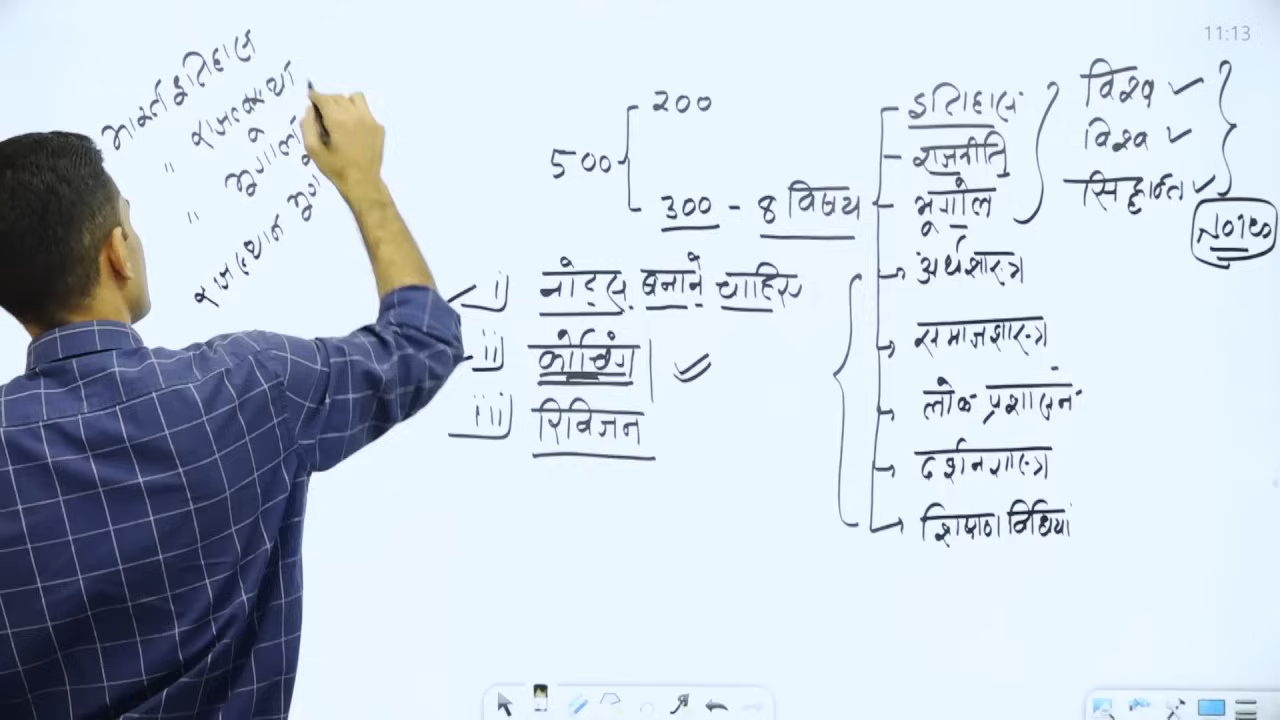 11:13
भारत इतिहास
" राजव्यवस्था
व
" भूगोल
राजस्थान भूगो
500
200
300 - 8 विषय
i) नोट्स बनाने चाहिए
ii) कोचिंग
iii) रिविजन
इतिहास
राजनीति
भूगोल
अर्थशास्त्र
समाजशास्त्र
लोक प्रशासन
दर्शनशास्त्र
शिक्षण विधियां
विश्व
विश्व
सिद्धान्त